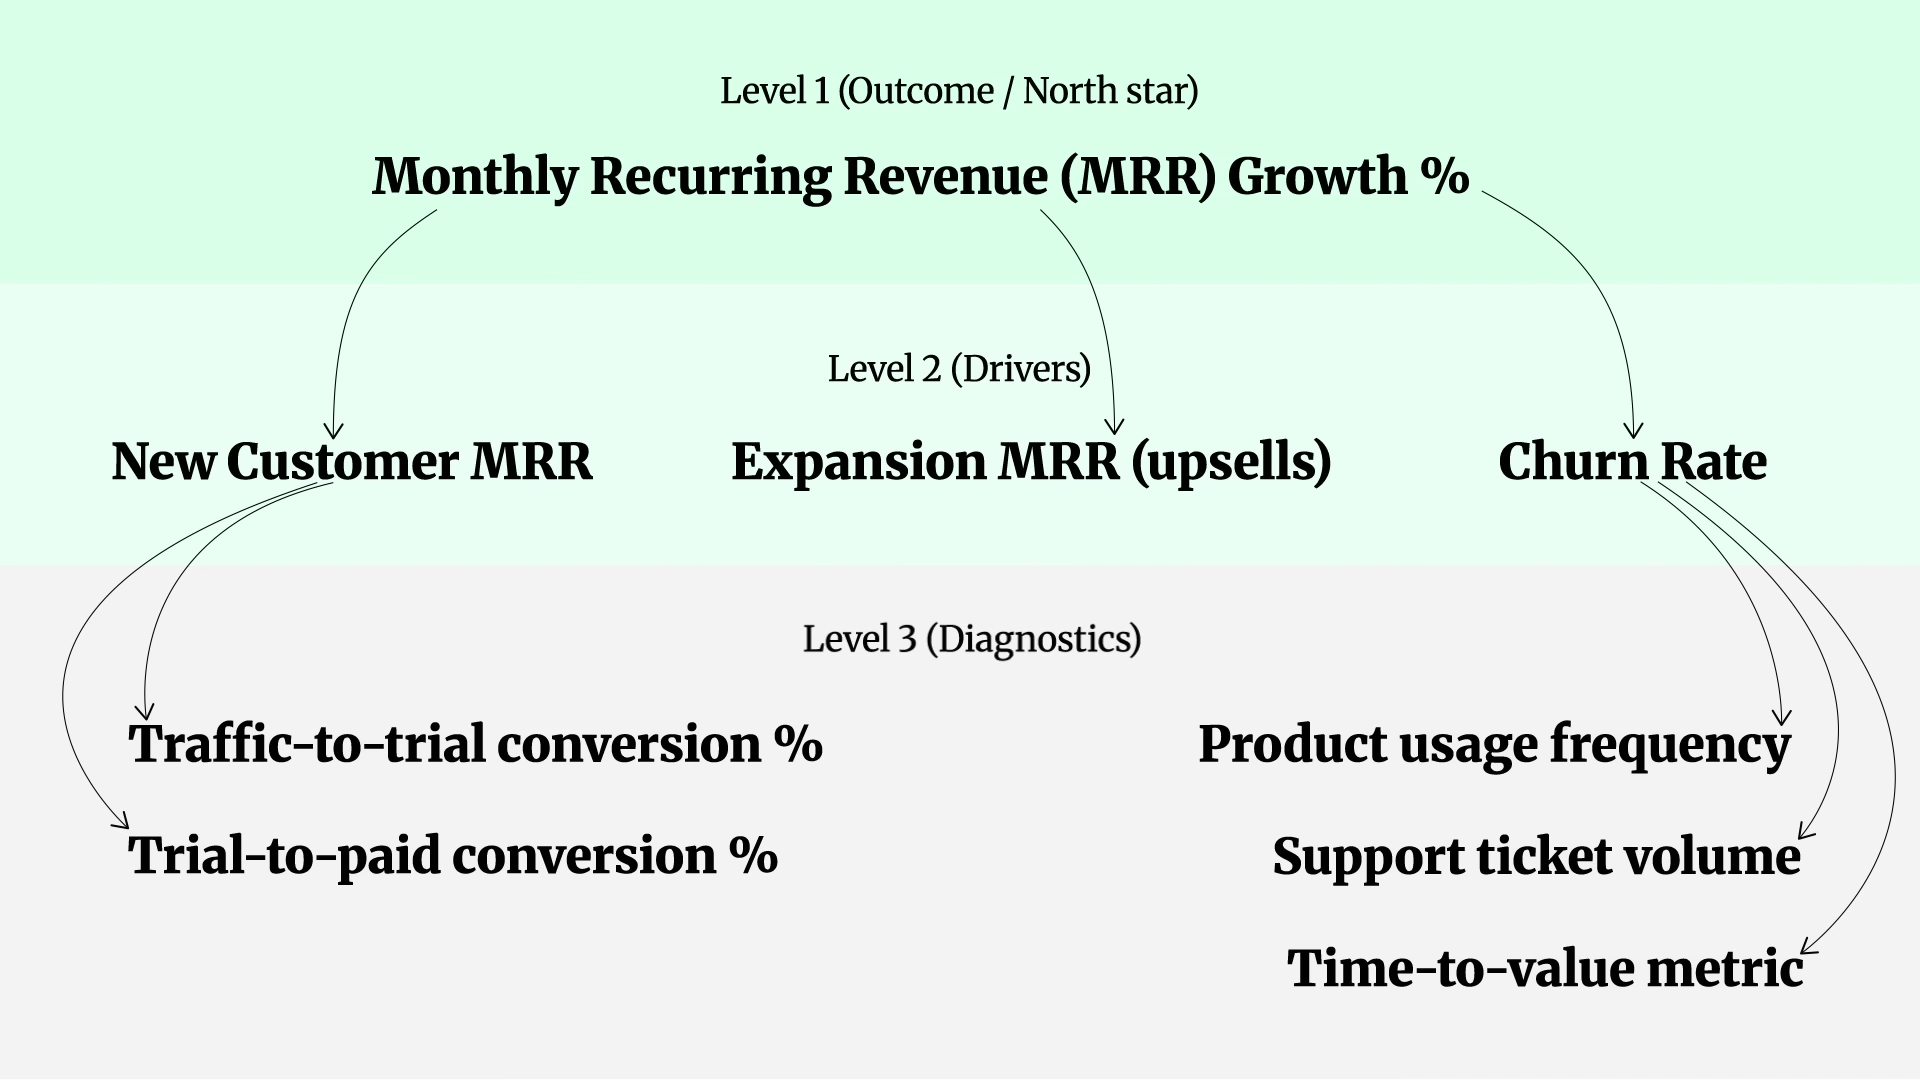 Level 1 (Outcome / North star)
Monthly Recurring Revenue (MRR) Growth %
Level 2 (Drivers)
New Customer MRR
Expansion MRR (upsells)
Churn Rate
Level 3 (Diagnostics)
Traffic-to-trial conversion %
Trial-to-paid conversion %
Product usage frequency
Support ticket volume
Time-to-value metric